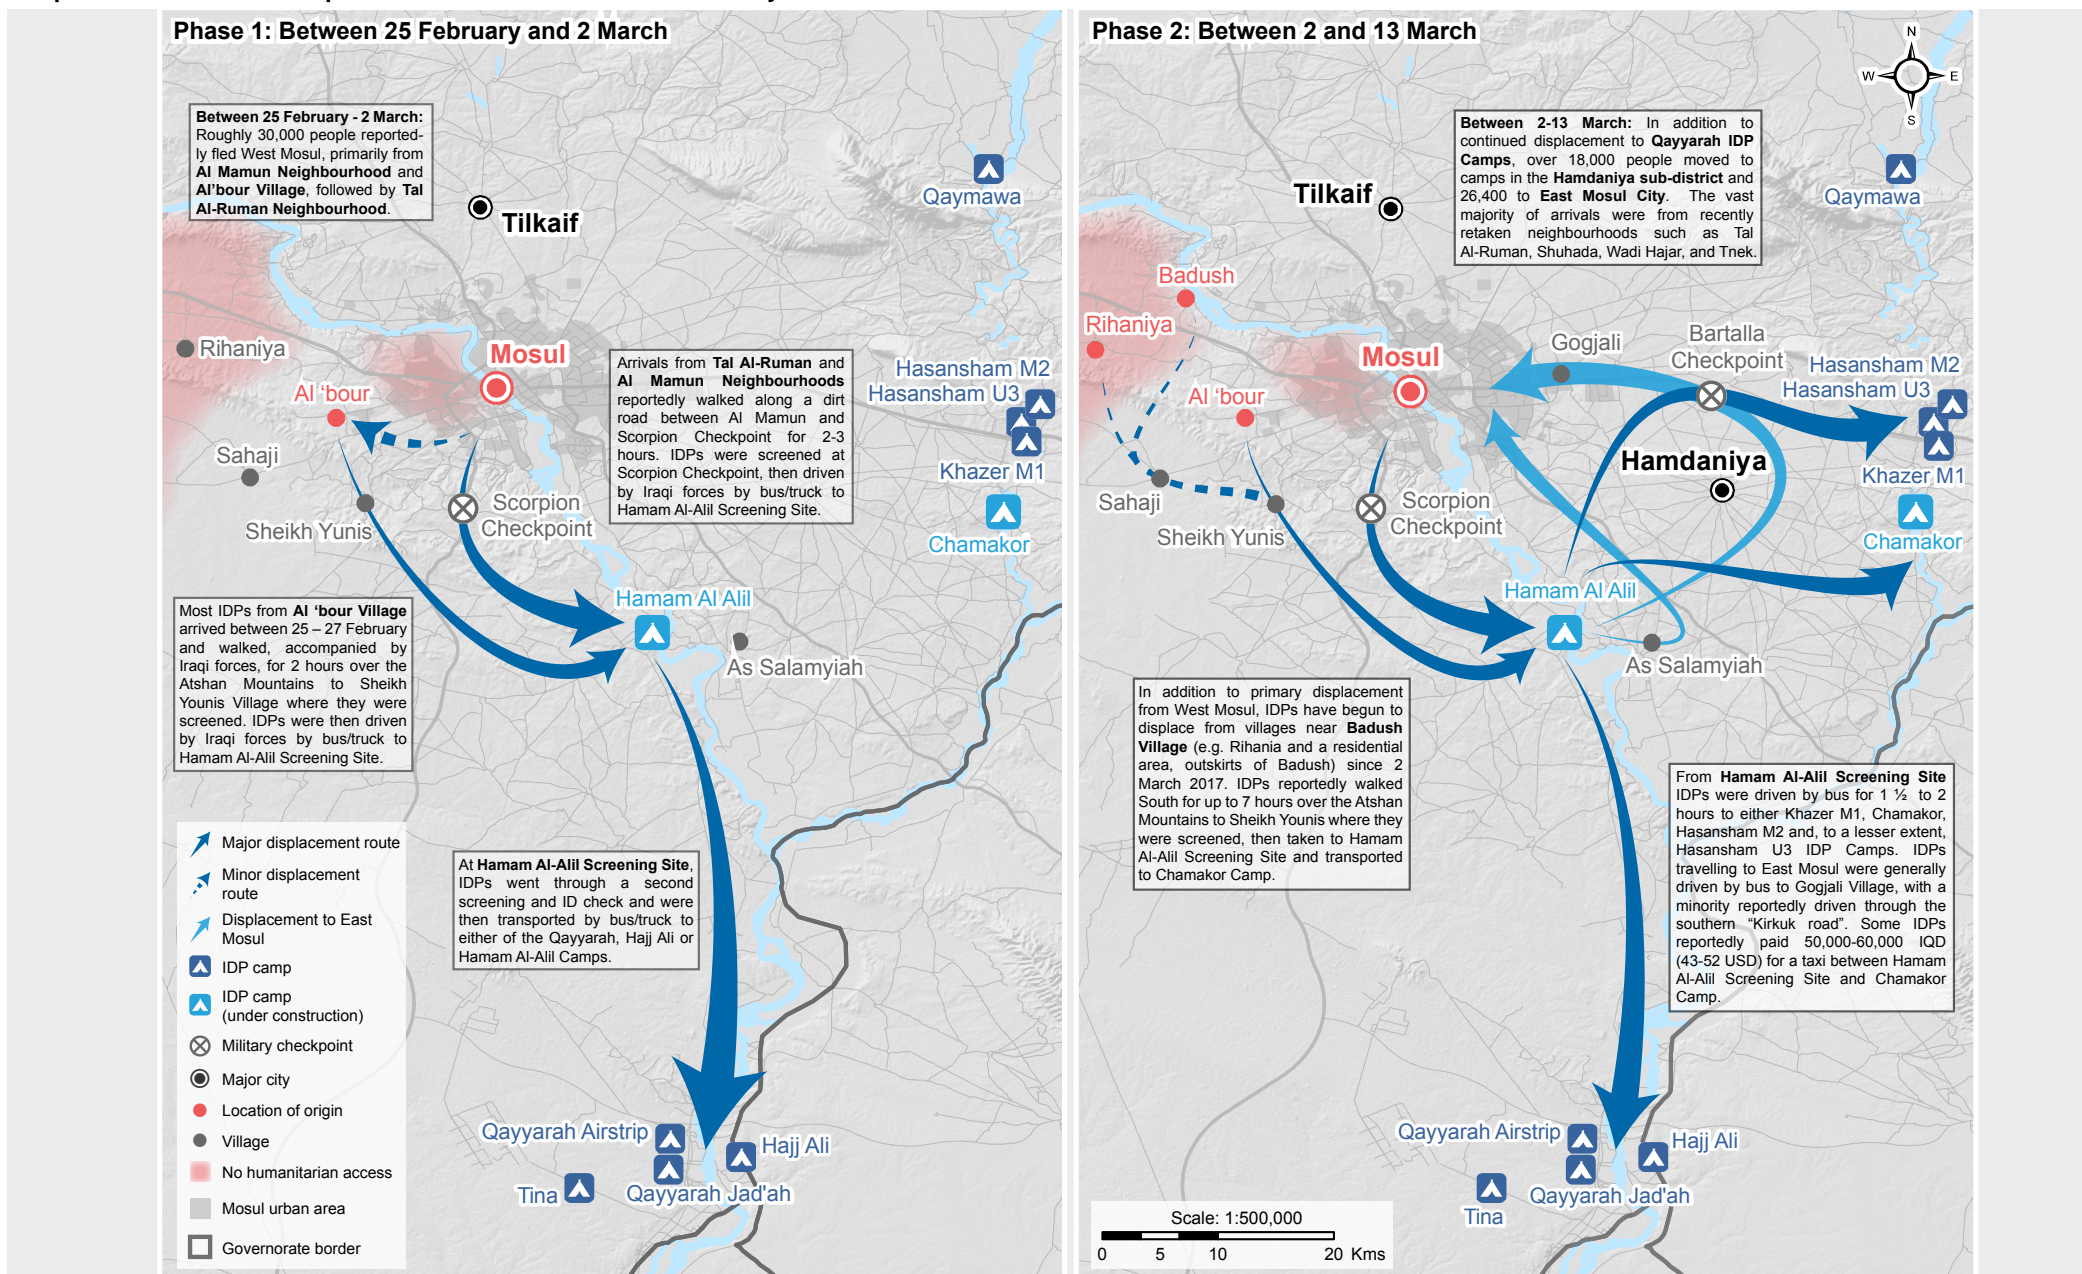 Phase 1: Between 25 February and 2 March
Between 25 February - 2 March:
Roughly 30,000 people reported-
ly fled West Mosul, primarily from
Al Mamun Neighbourhood and
Al'bour Village, followed by Tal
Al-Ruman Neighbourhood.
Tilkaif
Qaymawa
Rihaniya
Mosul
Al ‘bour
Arrivals from Tal Al-Ruman and
Al Mamun Neighbourhoods
reportedly walked along a dirt
road between Al Mamun and
Scorpion Checkpoint for 2-3
hours. IDPs were screened at
Scorpion Checkpoint, then driven
by Iraqi forces by bus/truck to
Hamam Al-Alil Screening Site.
Hasansham M2
Hasansham U3
Khazer M1
Sahaji
Sheikh Yunis
Scorpion
Checkpoint
Chamakor
Hamam Al Alil
As Salamyiah
Most IDPs from Al ‘bour Village
arrived between 25 – 27 February
and walked, accompanied by
Iraqi forces, for 2 hours over the
Atshan Mountains to Sheikh
Younis Village where they were
screened. IDPs were then driven
by Iraqi forces by bus/truck to
Hamam Al-Alil Screening Site.
At Hamam Al-Alil Screening Site,
IDPs went through a second
screening and ID check and were
then transported by bus/truck to
either of the Qayyarah, Hajj Ali or
Hamam Al-Alil Camps.
Major displacement route
Minor displacement
route
Displacement to East
Mosul
IDP camp
IDP camp
(under construction)
Military checkpoint
Major city
Location of origin
Village
No humanitarian access
Mosul urban area
Governorate border
Qayyarah Airstrip
Hajj Ali
Tina
Qayyarah Jad'ah
Phase 2: Between 2 and 13 March
N
W
E
S
Between 2-13 March: In addition to
continued displacement to Qayyarah IDP
Camps, over 18,000 people moved to
camps in the Hamdaniya sub-district and
26,400 to East Mosul City. The vast
majority of arrivals were from recently
retaken neighbourhoods such as Tal
Al-Ruman, Shuhada, Wadi Hajar, and Tnek.
Tilkaif
Qaymawa
Badush
Rihaniya
Mosul
Gogjali
Bartalla
Checkpoint
Hasansham M2
Hasansham U3
Al ‘bour
Hamdaniya
Khazer M1
Sahaji
Scorpion
Checkpoint
Sheikh Yunis
Chamakor
Hamam Al Alil
As Salamyiah
In addition to primary displacement
from West Mosul, IDPs have begun to
displace from villages near Badush
Village (e.g. Rihania and a residential
area, outskirts of Badush) since 2
March 2017. IDPs reportedly walked
South for up to 7 hours over the Atshan
Mountains to Sheikh Younis where they
were screened, then taken to Hamam
Al-Alil Screening Site and transported
to Chamakor Camp.
From Hamam Al-Alil Screening Site
IDPs were driven by bus for 1 ½ to 2
hours to either Khazer M1, Chamakor,
Hasansham M2 and, to a lesser extent,
Hasansham U3 IDP Camps. IDPs
travelling to East Mosul were generally
driven by bus to Gogjali Village, with a
minority reportedly driven through the
southern “Kirkuk road”. Some IDPs
reportedly paid 50,000-60,000 IQD
(43-52 USD) for a taxi between Hamam
Al-Alil Screening Site and Chamakor
Camp.
Qayyarah Airstrip
Hajj Ali
Qayyarah Jad'ah
Tina
Scale: 1:500,000
0 5 10 20 Kms